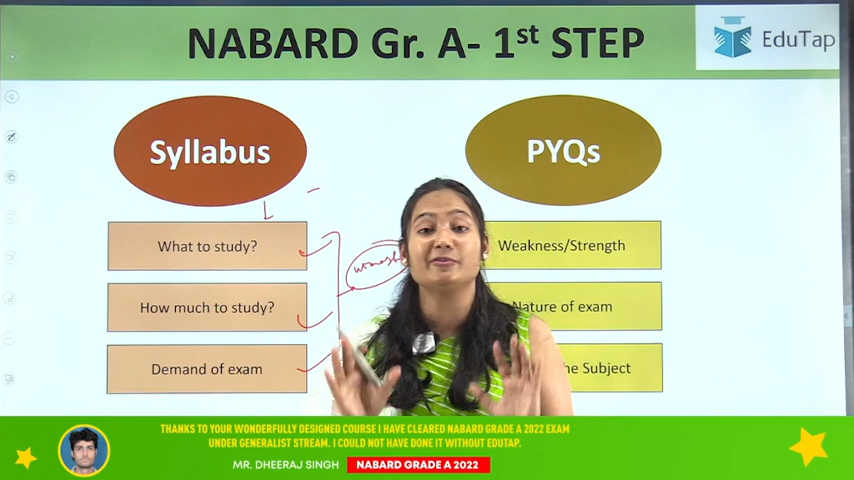 NABARD Gr. A- 1st STEP
EduTap
Syllabus
What to study?
How much to study?
Demand of exam
PYQs
Weakness/Strength
Nature of exam
he Subject
THANKS TO YOUR WONDERFULLY DESIGNED COURSE I HAVE CLEARED NABARD GRADE A 2022 EXAM
UNDER GENERALIST STREAM. I COULD NOT HAVE DONE IT WITHOUT EDUTAP.
MR. DHEERAJ SINGH NABARD GRADE A 2022